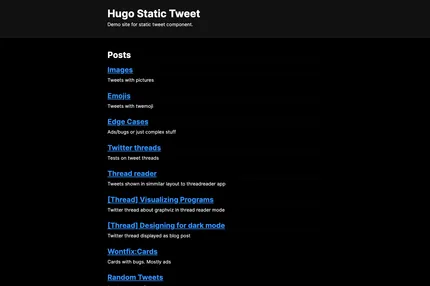 Hugo Static Tweet
Demo site for static tweet component.
Posts
Images
Tweets with pictures
Emojis
Tweets with twemoji
Edge Cases
Ads/bugs or just complex stuff
Twitter threads
Tests on tweet threads
Thread reader
Tweets shown in simmilar layout to threadreader app
[Thread] Visualizing Programs
Twitter thread about graphviz in thread reader mode
[Thread] Designing for dark mode
Twitter thread displayed as blog post
Wontfix:Cards
Cards with bugs. Mostly ads
Random Tweets